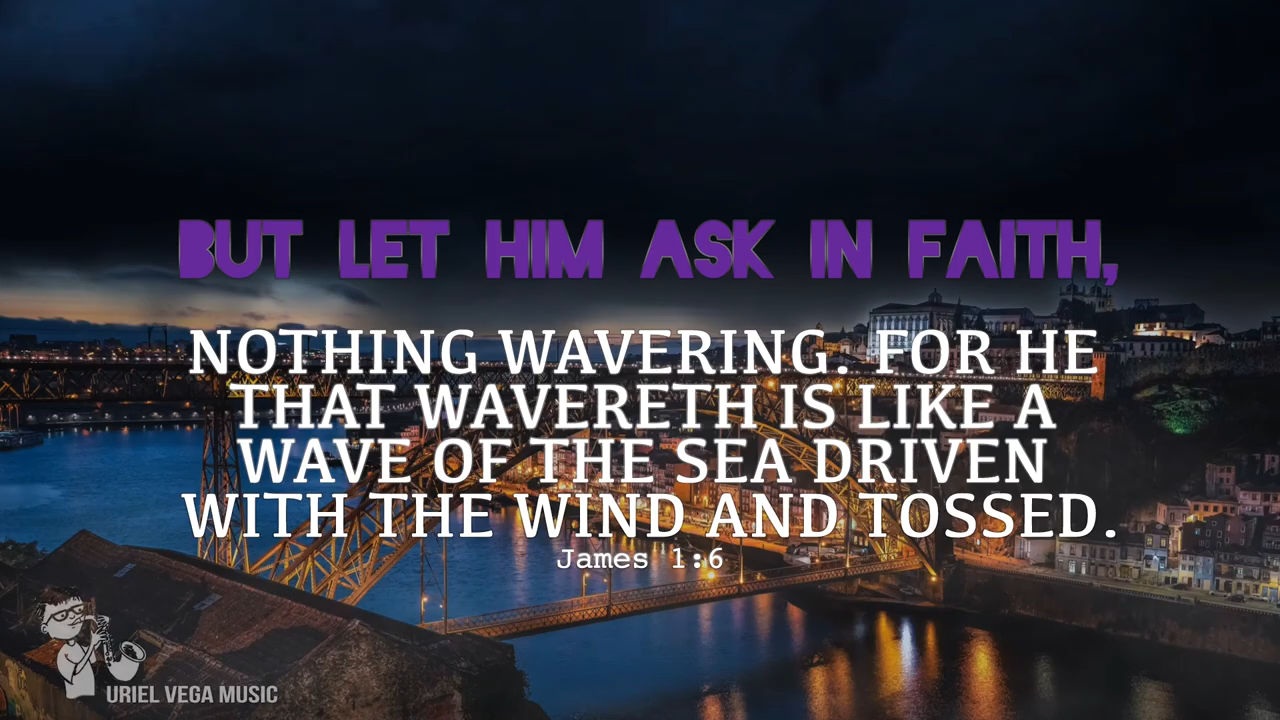 BUT LET HIM ASK IN FAITH,
NOTHING WAVERING. FOR HE
THAT WAVERETH IS LIKE A
WAVE OF THE SEA DRIVEN
WITH THE WIND AND TOSSED.
James 1:6
URIEL VEGA MUSIC